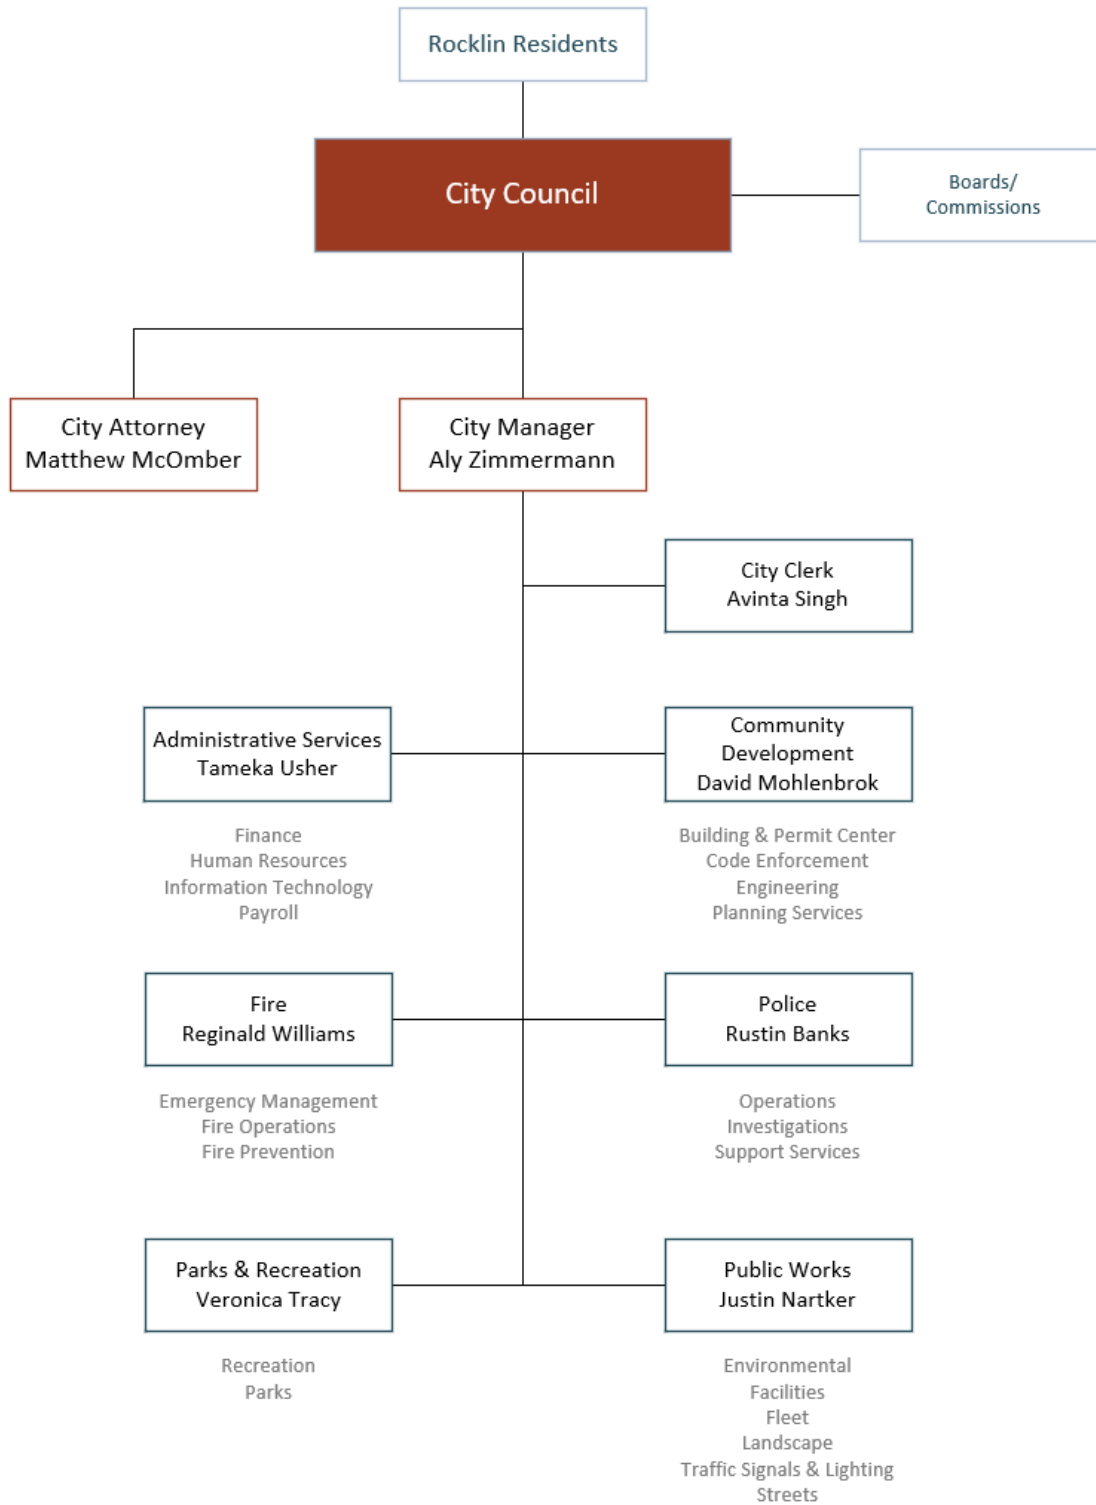 Rocklin Residents
City Council
Boards/
Commissions
City Attorney
Matthew McOmber
City Manager
Aly Zimmermann
City Clerk
Avinta Singh
Administrative Services
Tameka Usher
Finance
Human Resources
Information Technology
Payroll
Community
Development
David Mohlenbrok
Building & Permit Center
Code Enforcement
Engineering
Planning Services
Fire
Reginald Williams
Emergency Management
Fire Operations
Fire Prevention
Police
Rustin Banks
Operations
Investigations
Support Services
Parks & Recreation
Veronica Tracy
Recreation
Parks
Public Works
Justin Nartker
Environmental
Facilities
Fleet
Landscape
Traffic Signals & Lighting
Streets